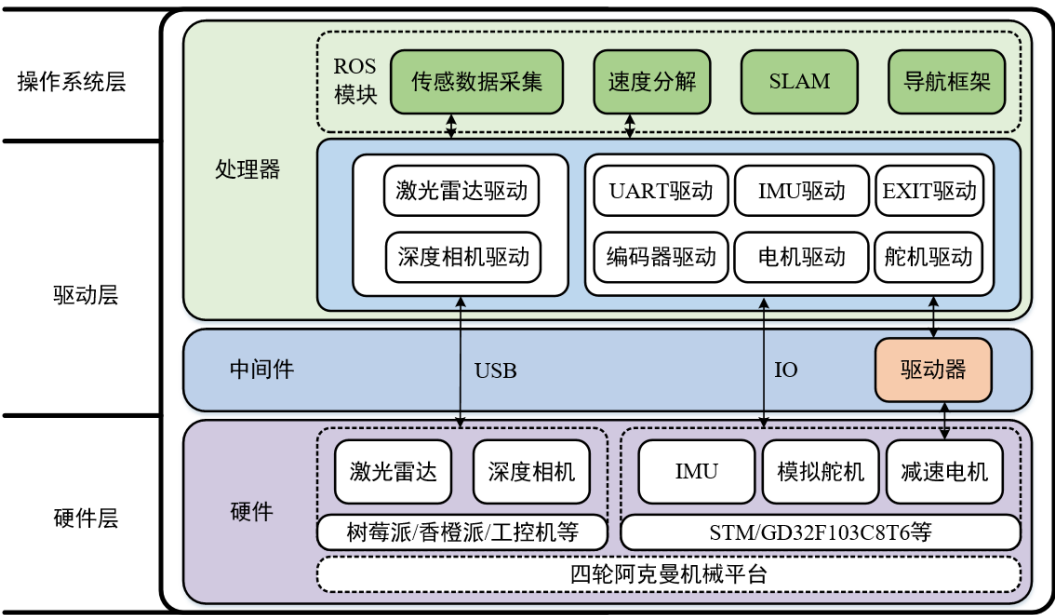 操作系统层
驱动层
硬件层
处理器
ROS
模块
传感数据采集
速度分解
SLAM
导航框架
激光雷达驱动
深度相机驱动
UART驱动
IMU驱动
EXIT驱动
编码器驱动
电机驱动
舵机驱动
中间件
USB
IO
驱动器
硬件
激光雷达
深度相机
IMU
模拟舵机
减速电机
树莓派/香橙派/工控机等
STM/GD32F103C8T6等
四轮阿克曼机械平台